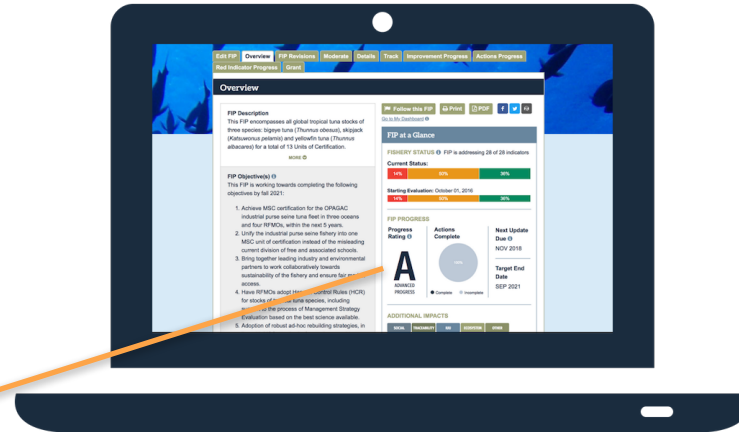 Edit FIP Overview FIP Revisions Moderate Details Track Improvement Progress Actions Progress
Red Indicator Progress Grant
Overview
FIP Description
This FIP encompasses all global tropical tuna stocks of
three species: bigeye tuna (Thunnus obesus), skipjack
(Katsuwonus pelamis) and yellowfin tuna (Thunnus
albacares) for a total of 13 Units of Certification.
MORE
FIP Objective(s)
This FIP is working towards completing the following
objectives by fall 2021:
1. Achieve MSC certification for the OPAGAC
industrial purse seine tuna fleet in three oceans
and four RFMOs, within the next 5 years.
2. Unify the industrial purse seine fishery into one
MSC unit of certification instead of the misleading
current division of free and associated schools.
3. Bring together leading industry and environmental
partners to work collaboratively towards
sustainability of the fishery and ensure fair
access.
4. Have RFMOs adopt Control Rules (HCR)
for stocks of tuna species, including
to the process of Management Strategy
Evaluation based on the best science available.
5. Adoption of robust ad-hoc rebuilding strategies, in
Follow this FIP Print PDF
Go to My Dashboard
FIP at a Glance
FISHERY STATUS FIP is addressing 28 of 28 indicators
Current Status:
14% 50% 36%
Starting Evaluation: October 01, 2016
14% 50% 36%
FIP PROGRESS
Progress
Rating
A
ADVANCED
PROGRESS
Actions
Complete
Complete Incomplete
Next Update
Due
NOV 2018
Target End
Date
SEP 2021
ADDITIONAL IMPACTS
SOCIAL TRACEABILITY ECOSYSTEM OTHER